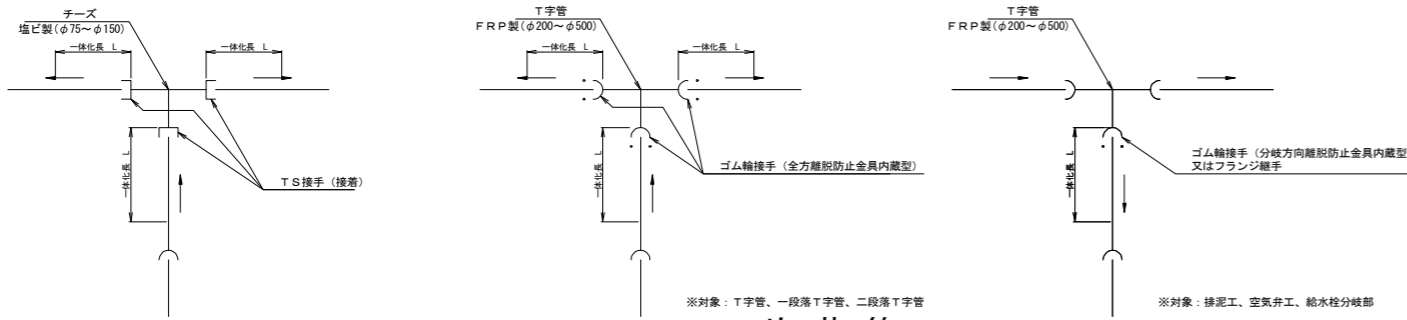 チーズ
塩ビ製(φ75～φ150)
一体化長 L
一体化長 L
一体化長 L
TS接手（接着）
T字管
FRP製(φ200～φ500)
一体化長 L
一体化長 L
一体化長 L
ゴム輪接手（全方離脱防止金具内蔵型）
※対象：T字管、一段落T字管、二段落T字管
T字管
FRP製(φ200～φ500)
一体化長 L
ゴム輪接手（分岐方向離脱防止金具内蔵型
又はフランジ継手
※対象：排泥工、空気弁工、給水栓分岐部